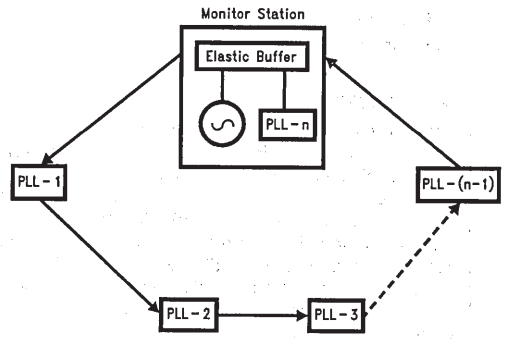 Monitor Station
Elastic Buffer
PLL-n
PLL-1
PLL-(n-1)
PLL-2
PLL-3